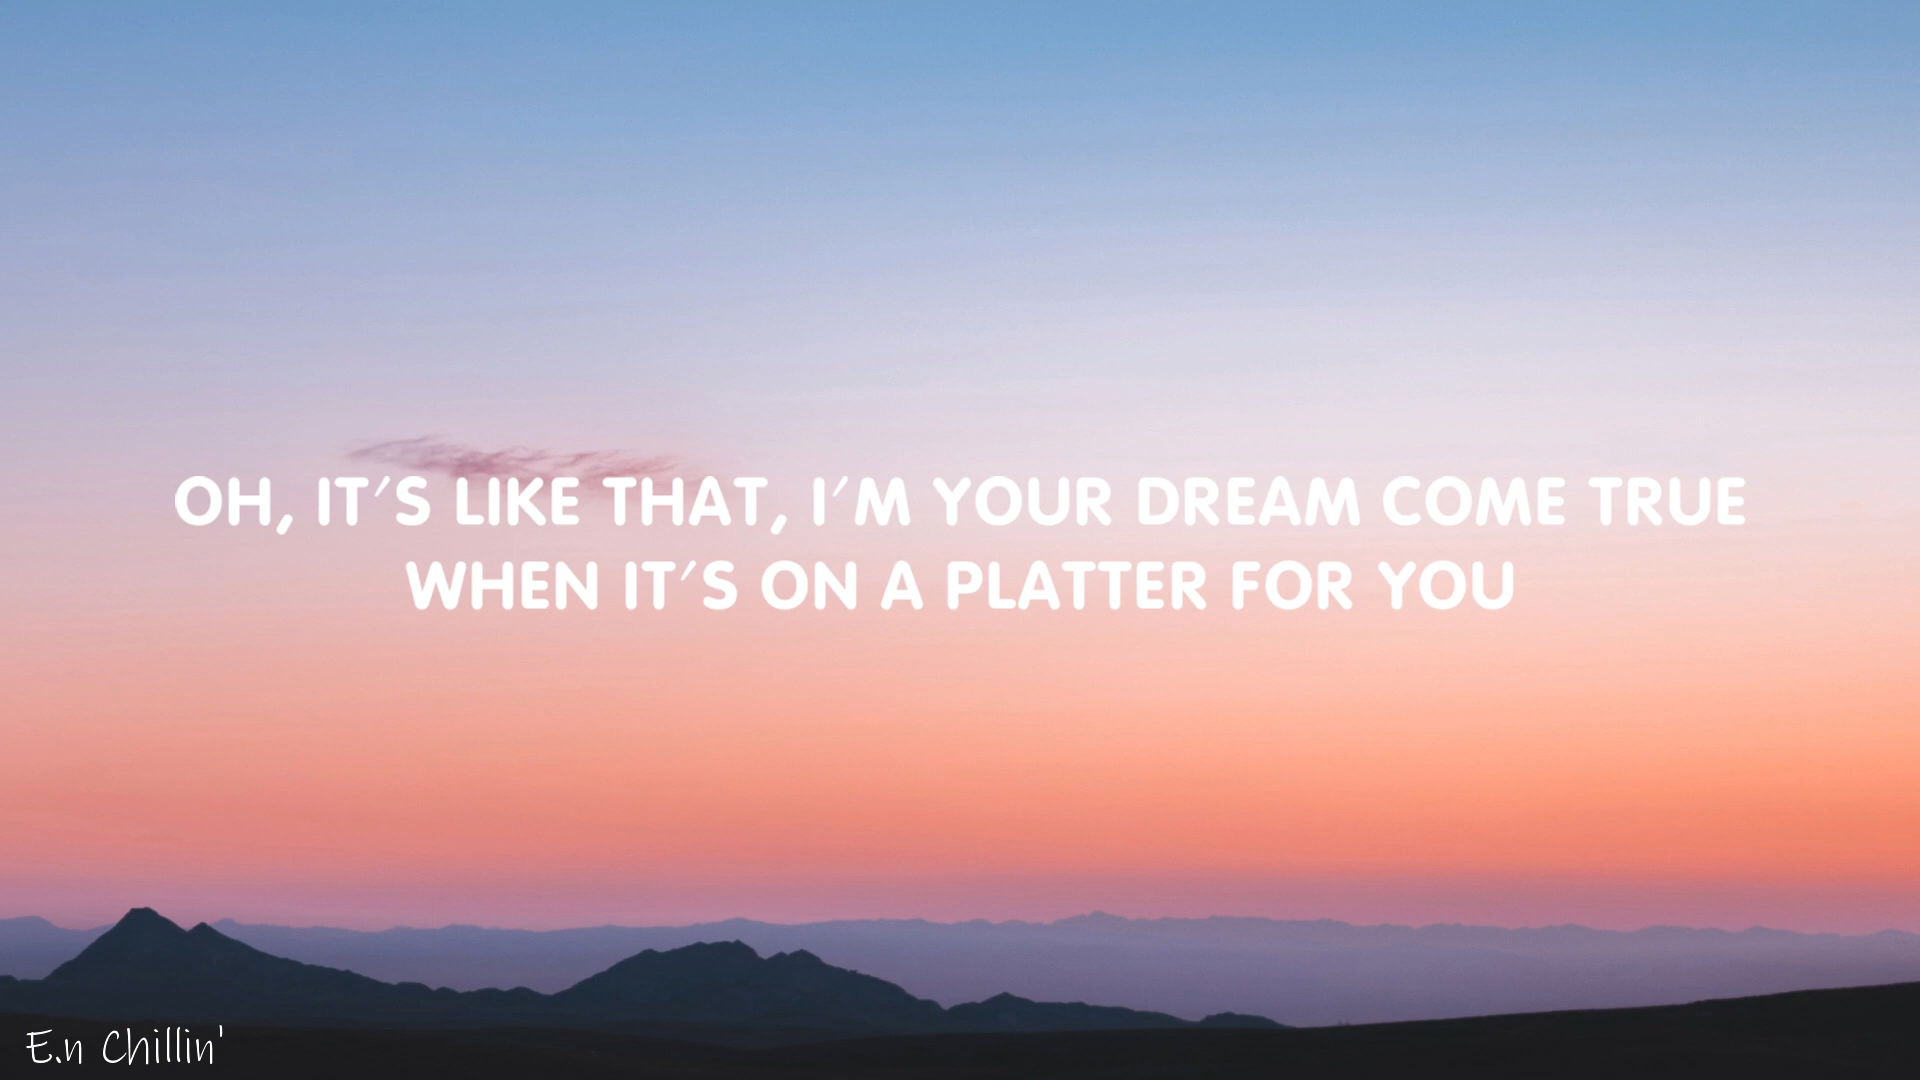 OH, IT'S LIKE THAT, I'M YOUR DREAM COME TRUE
WHEN IT'S ON A PLATTER FOR YOU
E.n Chillin'